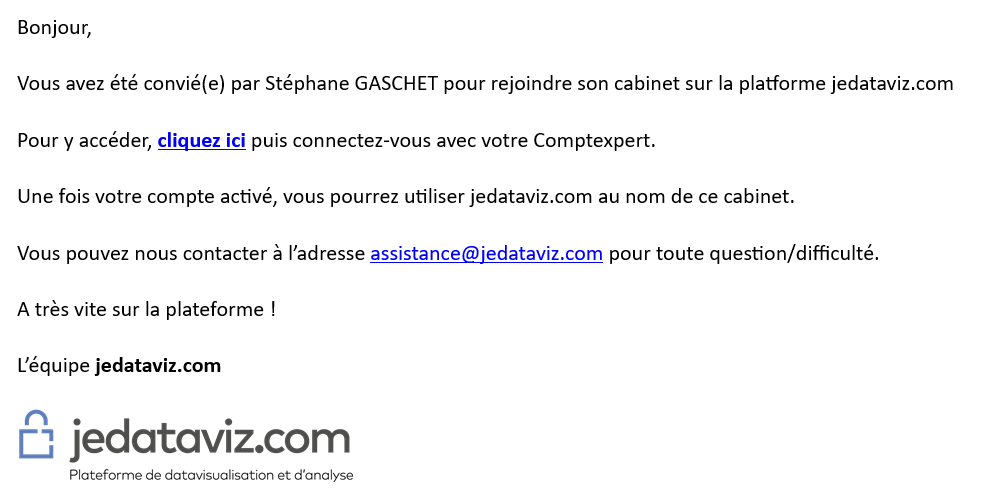 Bonjour,
Vous avez été convié(e) par Stéphane GASCHET pour rejoindre son cabinet sur la platforme jedataviz.com
Pour y accéder, cliquez ici puis connectez-vous avec votre Comptexpert.
Une fois votre compte activé, vous pourrez utiliser jedataviz.com au nom de ce cabinet.
Vous pouvez nous contacter à l’adresse assistance@jedataviz.com pour toute question/difficulté.
A très vite sur la plateforme !
L’équipe jedataviz.com
jedataviz.com
Plateforme de datavisualisation et d’analyse